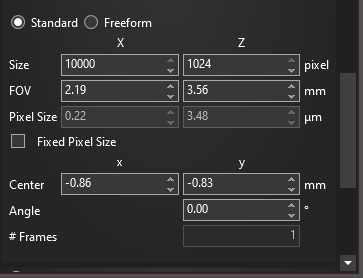 Standard Freeform
X Z
Size 10000 1024 pixel
FOV 2.19 3.56 mm
Pixel Size 0.22 3.48 µm
Fixed Pixel Size
x y
Center -0.86 -0.83 mm
Angle 0.00 °
# Frames 1